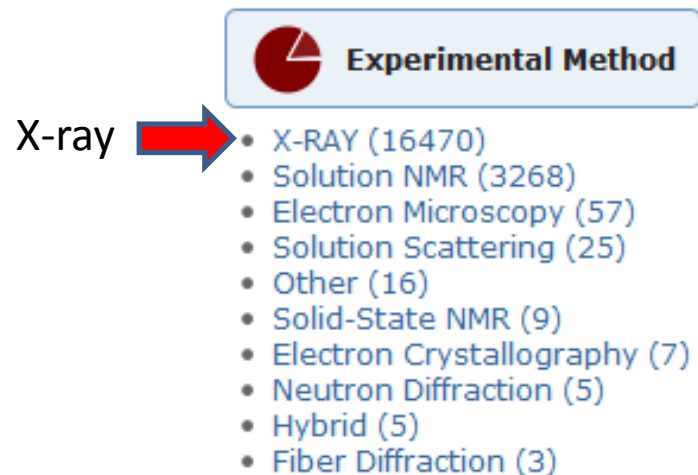 Experimental Method
X-ray
X-RAY (16470)
Solution NMR (3268)
Electron Microscopy (57)
Solution Scattering (25)
Other (16)
Solid-State NMR (9)
Electron Crystallography (7)
Neutron Diffraction (5)
Hybrid (5)
Fiber Diffraction (3)